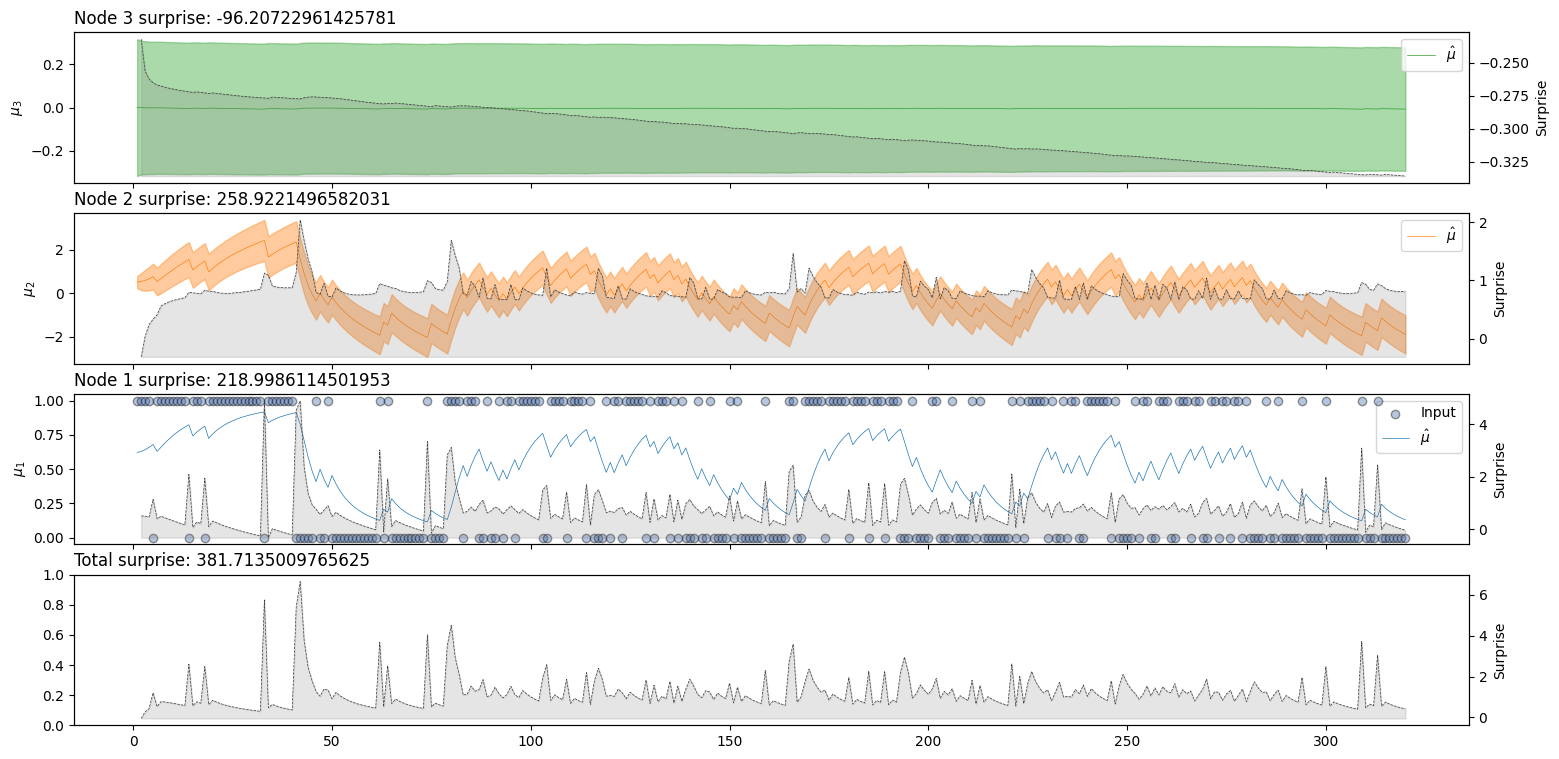 Node 3 surprise: -96.20722961425781
μ₃
0.2
0.0
−0.2
μ̂
−0.250
−0.275
−0.300
−0.325
Surprise
Node 2 surprise: 258.9221496582031
μ₂
2
0
−2
μ̂
2
1
0
Surprise
Node 1 surprise: 218.9986114501953
μ₁
1.00
0.75
0.50
0.25
0.00
Input
μ̂
4
2
0
Surprise
Total surprise: 381.7135009765625
1.0
0.8
0.6
0.4
0.2
0.0
6
4
2
0
Surprise
0 50 100 150 200 250 300